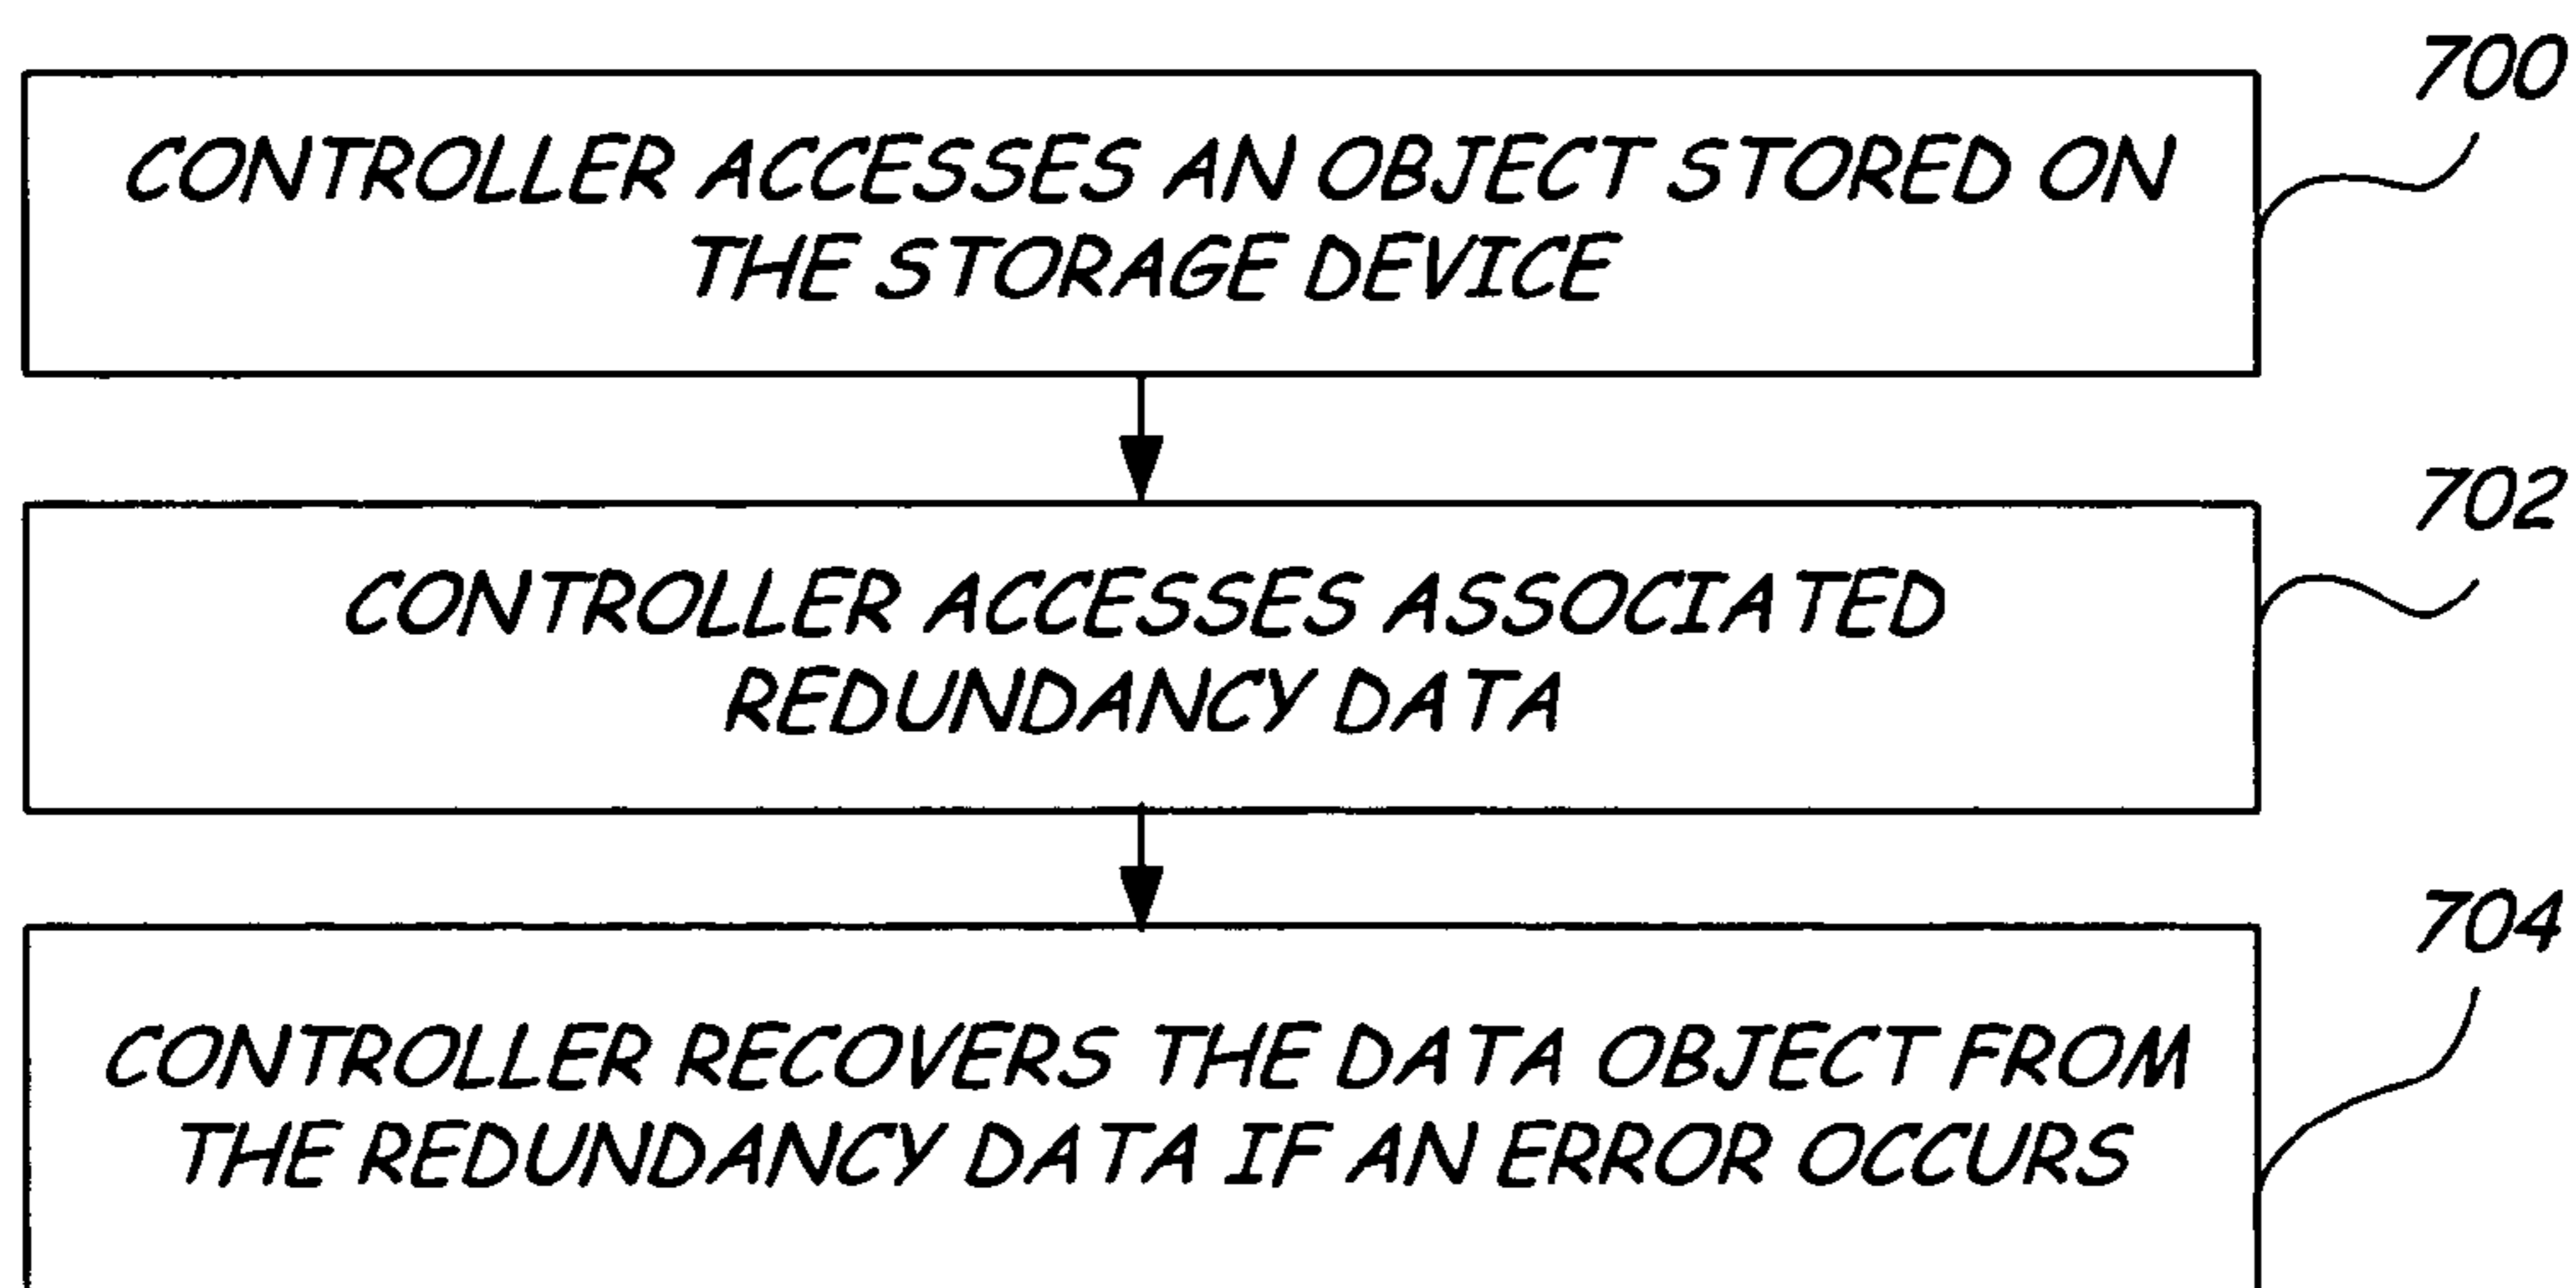 700
CONTROLLER ACCESSES AN OBJECT STORED ON
THE STORAGE DEVICE
702
CONTROLLER ACCESSES ASSOCIATED
REDUNDANCY DATA
704
CONTROLLER RECOVERS THE DATA OBJECT FROM
THE REDUNDANCY DATA IF AN ERROR OCCURS